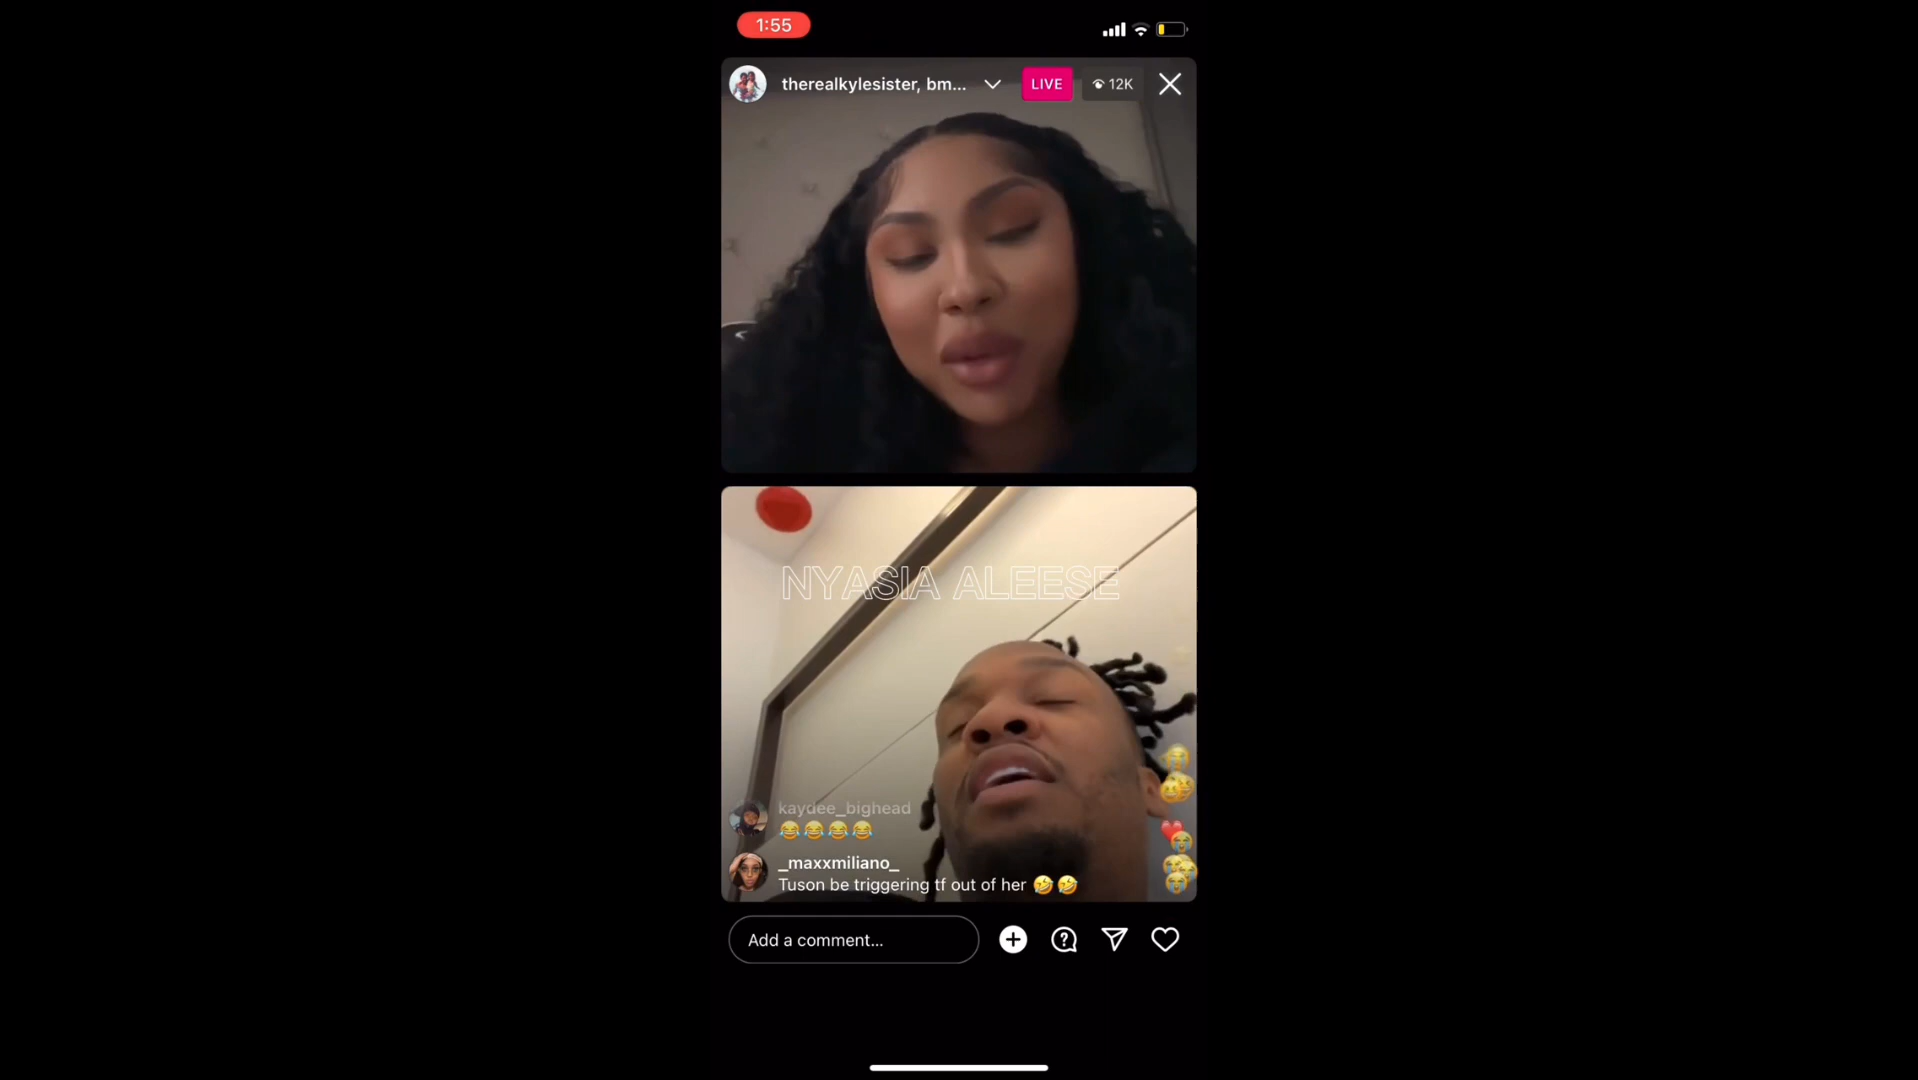 1:55
therealkylesister, bm...
LIVE
12K
NYASIA ALEESE
kaydee_bighead
😂😂😂😂
_maxxmiliano_
Tuson be triggering tf out of her 🤣🤣
Add a comment...